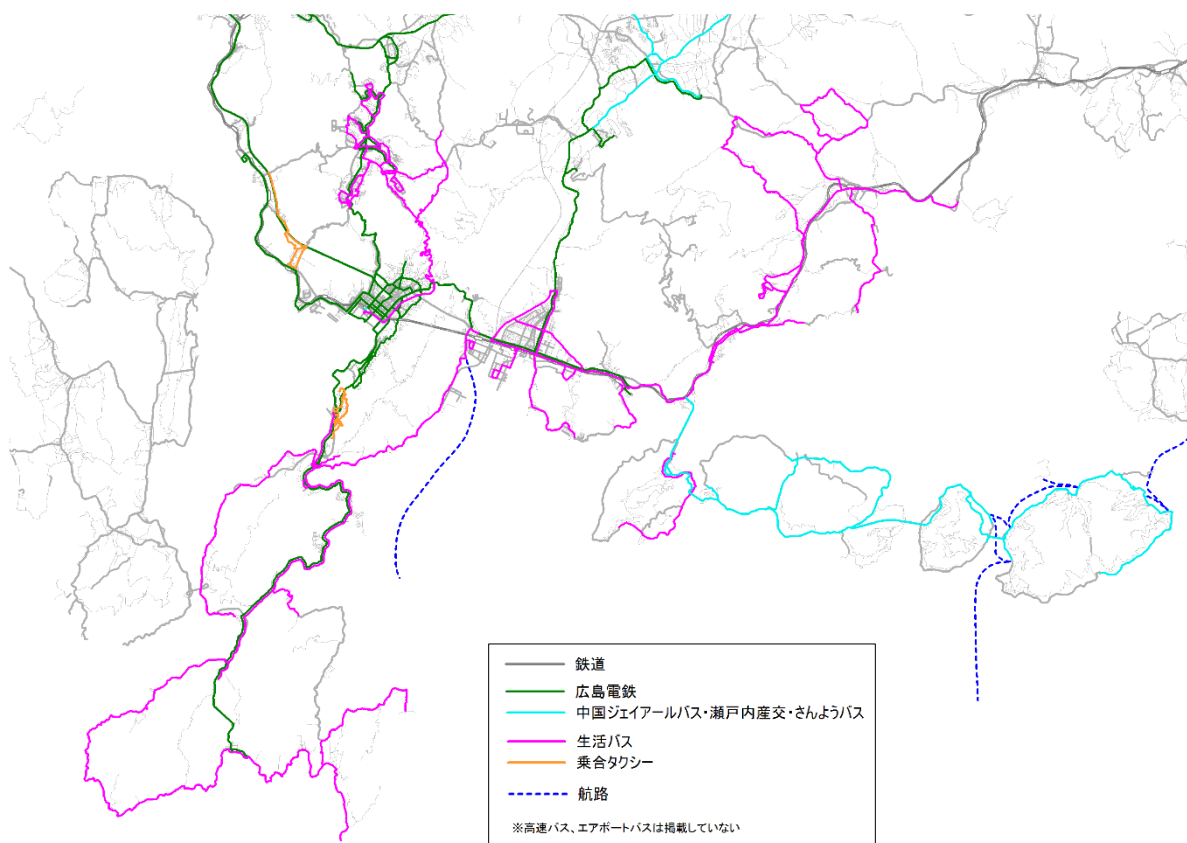 鉄道
広島電鉄
中国ジェイアールバス・瀬戸内産交・さんようバス
生活バス
乗合タクシー
航路
※高速バス、エアポートバスは掲載していない